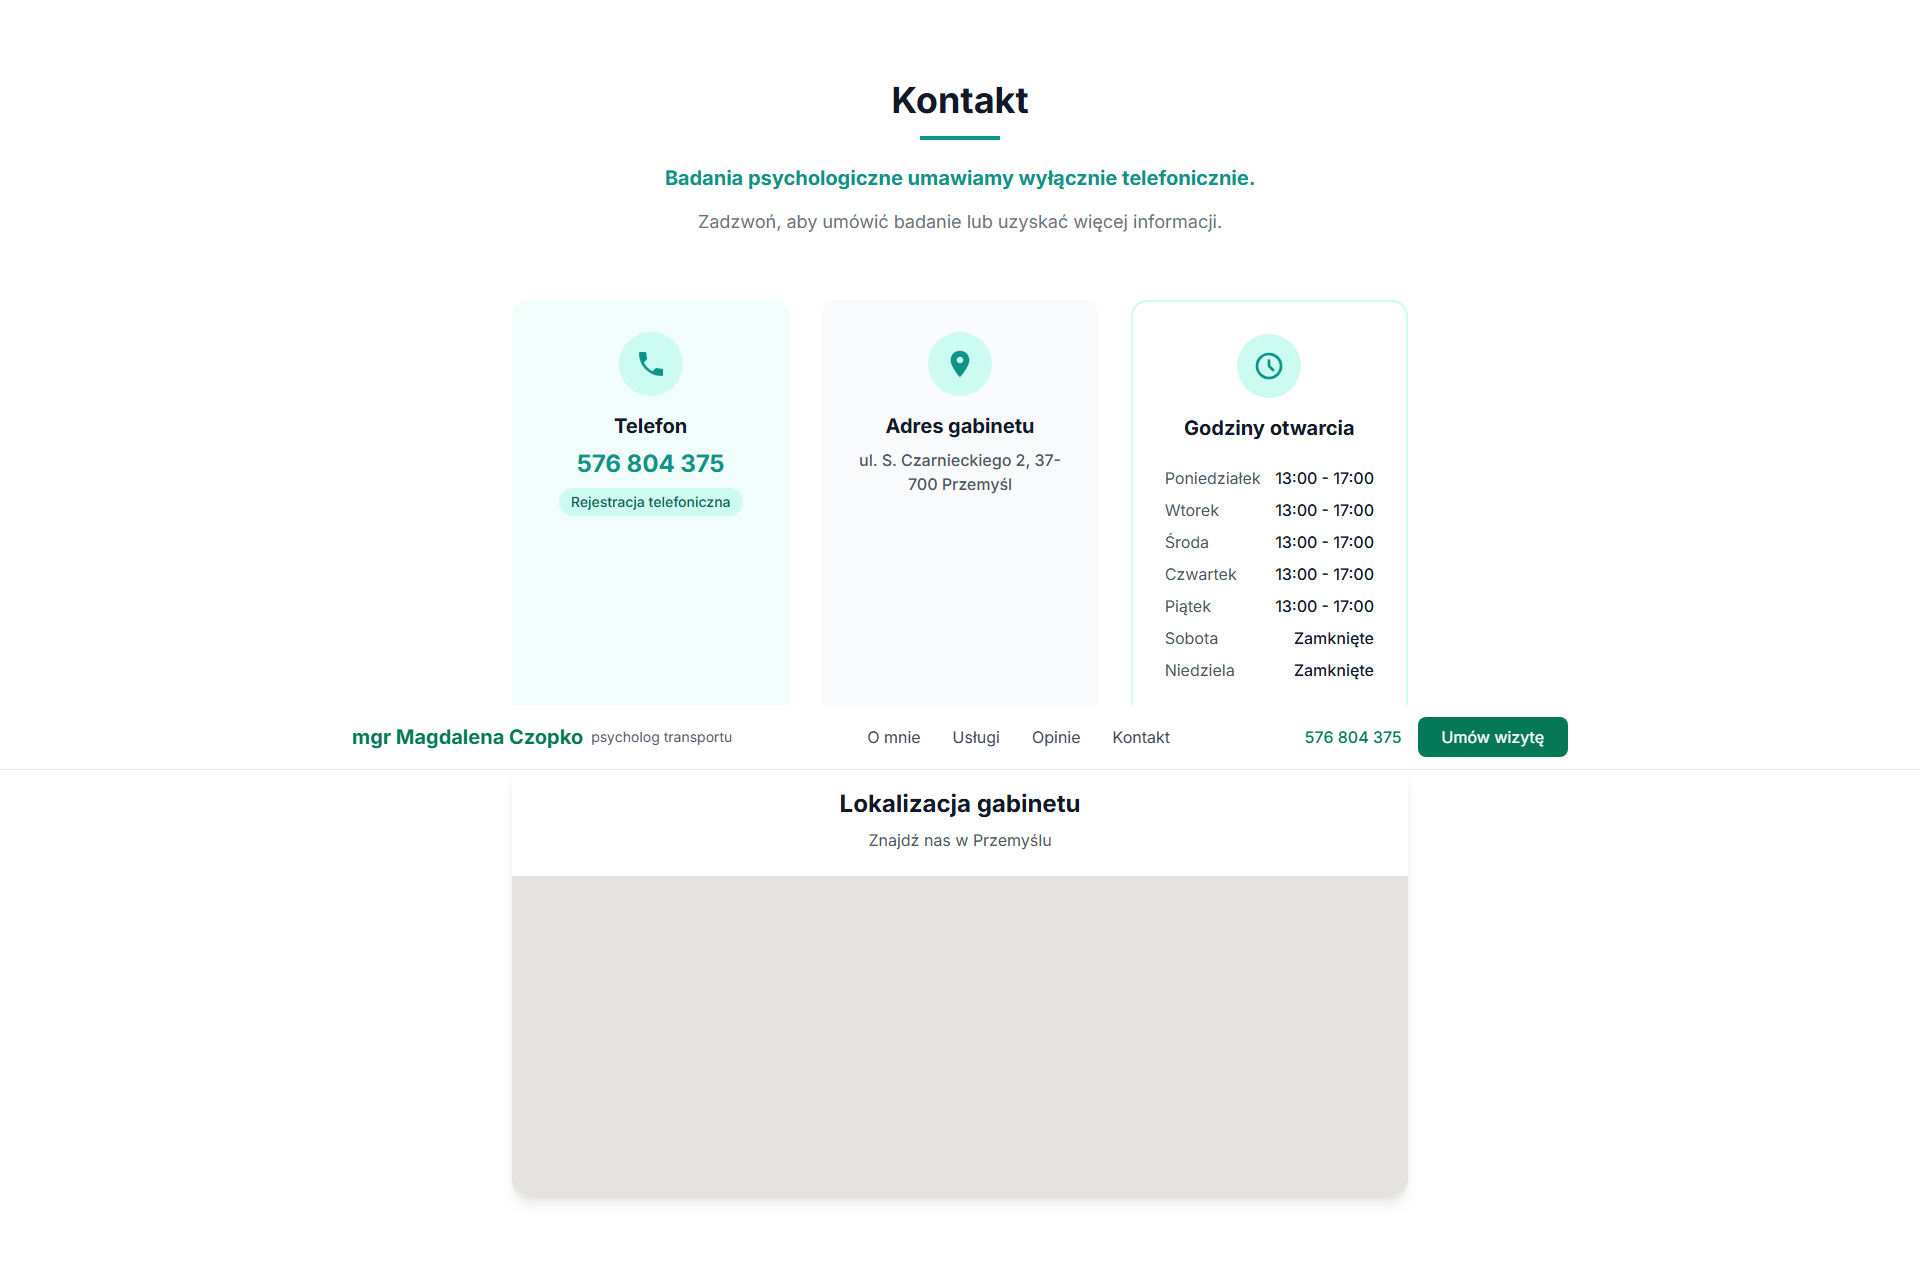 Kontakt
Badania psychologiczne umawiamy wyłącznie telefonicznie.
Zadzwoń, aby umówić badanie lub uzyskać więcej informacji.
Telefon
576 804 375
Rejestracja telefoniczna
Adres gabinetu
ul. S. Czarnieckiego 2, 37-
700 Przemyśl
Godziny otwarcia
Poniedziałek 13:00 - 17:00
Wtorek 13:00 - 17:00
Środa 13:00 - 17:00
Czwartek 13:00 - 17:00
Piątek 13:00 - 17:00
Sobota Zamknięte
Niedziela Zamknięte
mgr Magdalena Czopko psycholog transportu O mnie Usługi Opinie Kontakt 576 804 375 Umów wizytę
Lokalizacja gabinetu
Znajdź nas w Przemyślu